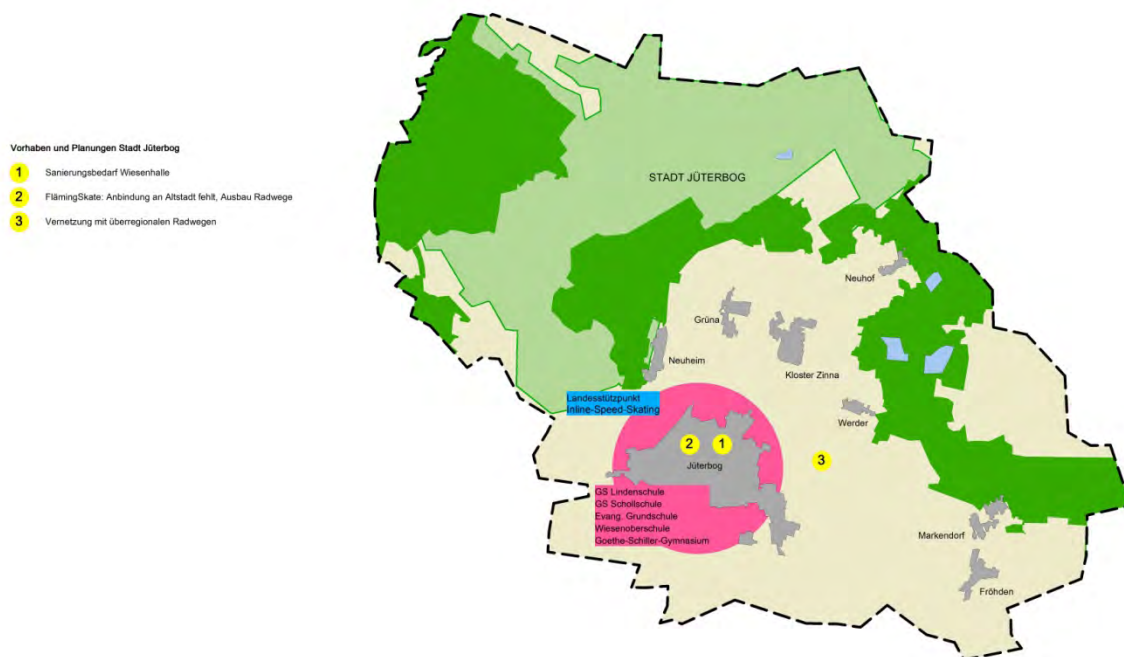 Vorhaben und Planungen Stadt Jüterbog
1 Sanierungsbedarf Wiesenhalle
2 FlämingSkate: Anbindung an Altstadt fehlt, Ausbau Radwege
3 Vernetzung mit überregionalen Radwegen
STADT JÜTERBOG
Neuhof
Grüna
Neuheim
Kloster Zinna
Landesstützpunkt
Inline-Speed-Skating
Werder
2 1
3
Jüterbog
GS Lindenschule
GS Schollschule
Evang. Grundschule
Wiesenoberschule
Goethe-Schiller-Gymnasium
Markendorf
Fröhden